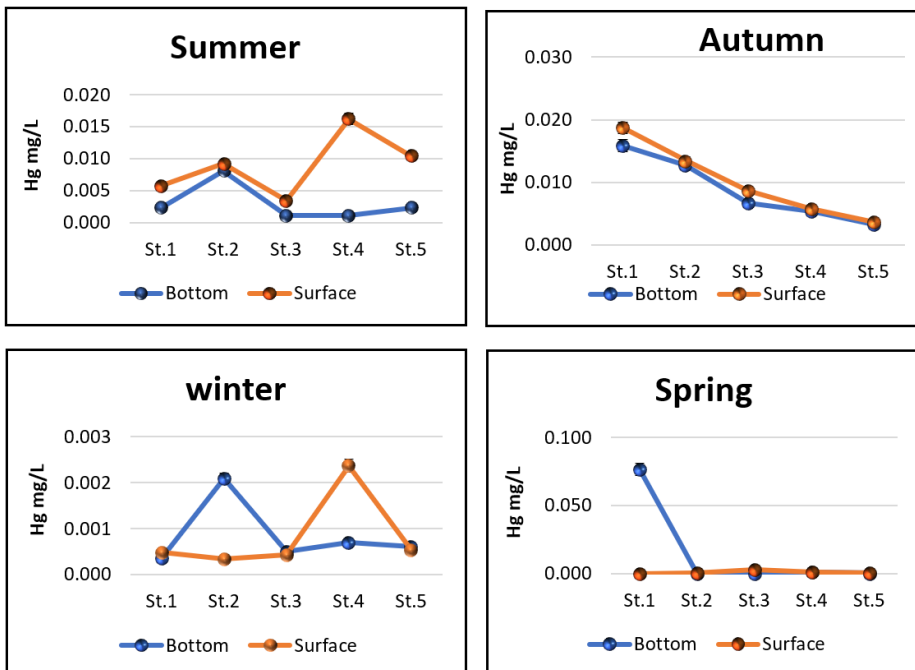 Summer
Hg mg/L
0.020
0.015
0.010
0.005
0.000
St.1 St.2 St.3 St.4 St.5
Bottom Surface
Autumn
Hg mg/L
0.030
0.020
0.010
0.000
St.1 St.2 St.3 St.4 St.5
Bottom Surface
winter
Hg mg/L
0.003
0.002
0.001
0.000
St.1 St.2 St.3 St.4 St.5
Bottom Surface
Spring
Hg mg/L
0.100
0.050
0.000
St.1 St.2 St.3 St.4 St.5
Bottom Surface